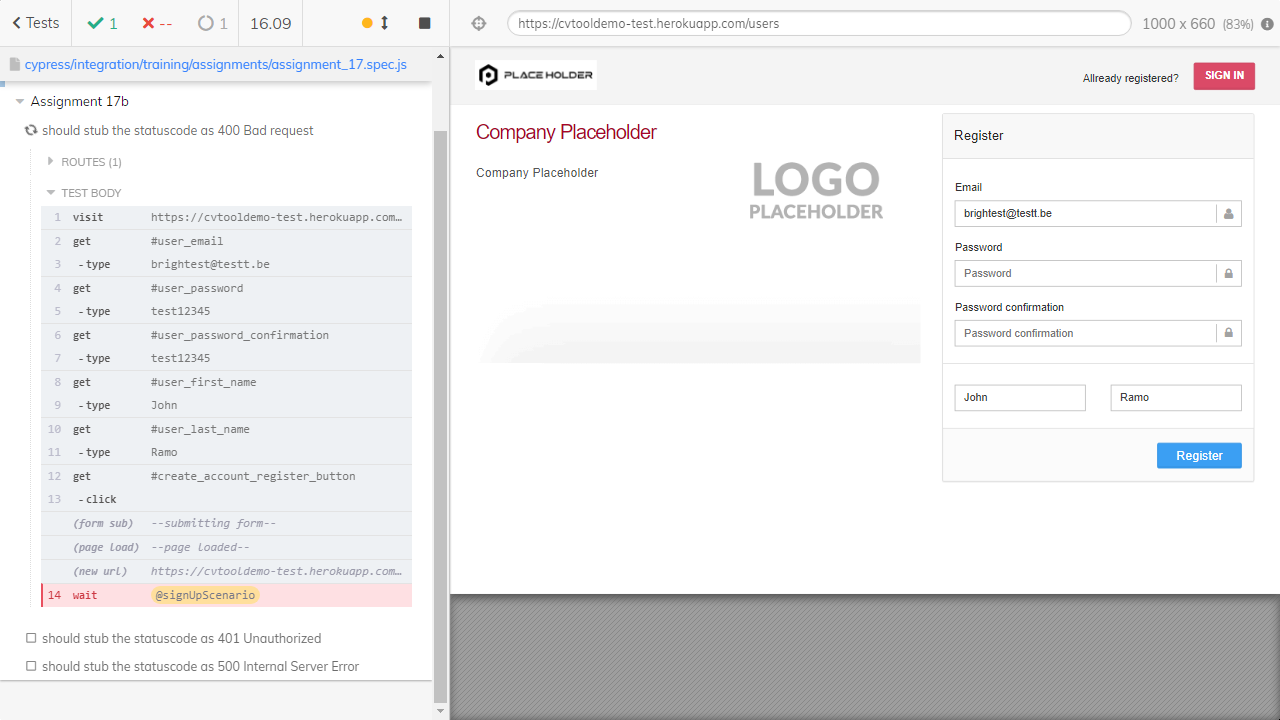 Tests
1
--
1
16.09
https://cvtooldemo-test.herokuapp.com/users
1000 x 660 (83%)
cypress/integration/training/assignments/assignment_17.spec.js
Assignment 17b
should stub the statuscode as 400 Bad request
ROUTES (1)
TEST BODY
1 visit https://cvtooldemo-test.herokuapp.com…
2 get #user_email
3 -type brightest@testt.be
4 get #user_password
5 -type test12345
6 get #user_password_confirmation
7 -type test12345
8 get #user_first_name
9 -type John
10 get #user_last_name
11 -type Ramo
12 get #create_account_register_button
13 -click
(form sub) --submitting form--
(page load) --page loaded--
(new url) https://cvtooldemo-test.herokuapp.com…
14 wait @signUpScenario
should stub the statuscode as 401 Unauthorized
should stub the statuscode as 500 Internal Server Error
PLACEHOLDER
Allready registered?
SIGN IN
Company Placeholder
Company Placeholder
LOGO
PLACEHOLDER
Register
Email
brightest@testt.be
Password
Password
Password confirmation
Password confirmation
John
Ramo
Register